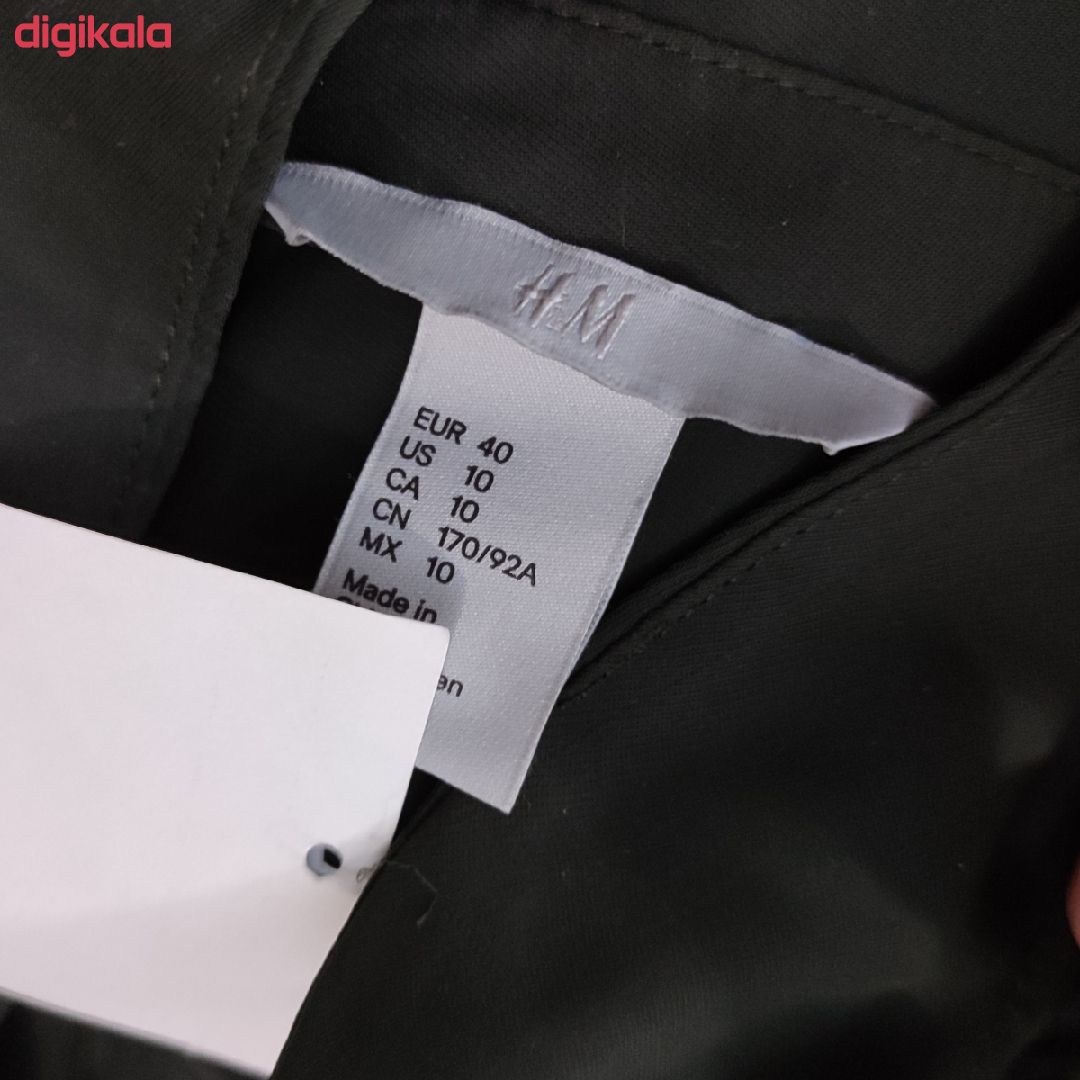 digikala
H&M
EUR 40
US 10
CA 10
CN 170/92A
MX 10
Made in